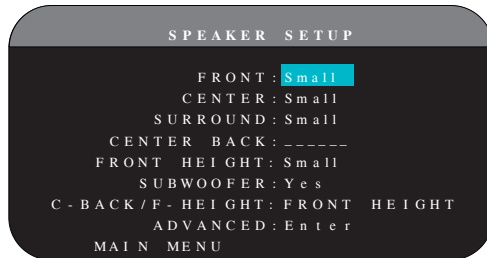 SPEAKER SETUP
FRONT: Small
CENTER: Small
SURROUND: Small
CENTER BACK: ______
FRONT HEIGHT: Small
SUBWOOFER: Yes
C-BACK/F-HEIGHT: FRONT HEIGHT
ADVANCED: Enter
MAIN MENU